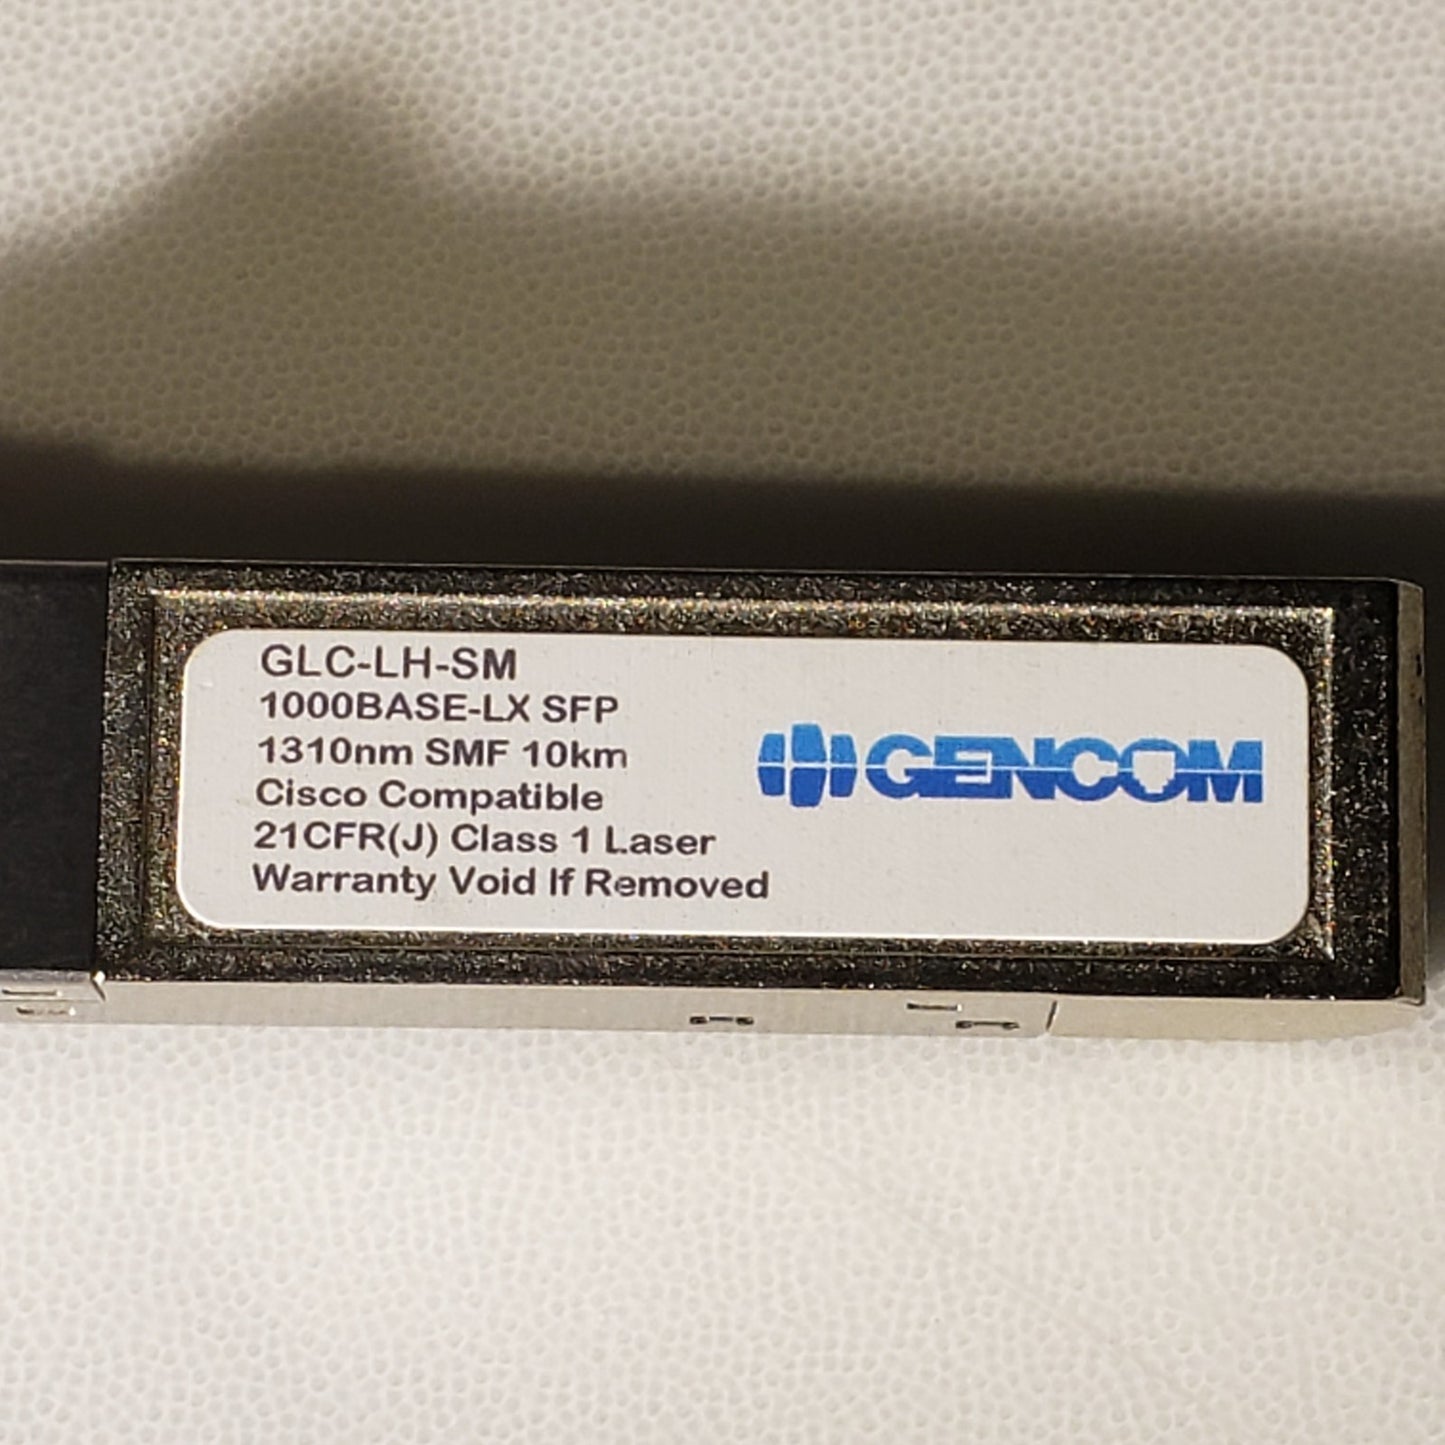 GLC-LH-SM
1000BASE-LX SFP
1310nm SMF 10km
Cisco Compatible
21CFR(J) Class 1 Laser
Warranty Void If Removed
GENCOM